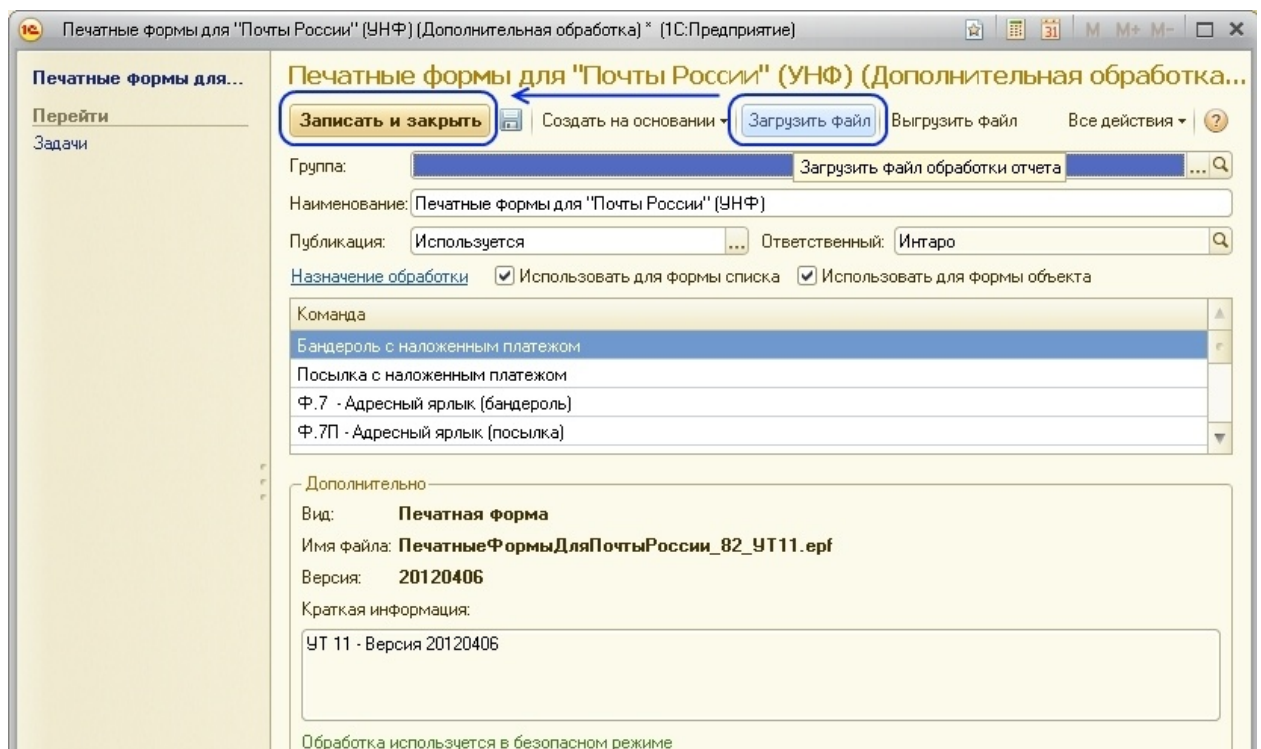 Печатные формы для "Почты России" (УНФ) (Дополнительная обработка) * (1С:Предприятие)
31 M M+ M-
Печатные формы для...
Перейти
Задачи
Печатные формы для "Почты России" (УНФ) (Дополнительная обработка...
Записать и закрыть Создать на основании Загрузить файл Выгрузить файл Все действия ?
Группа: ...
Загрузить файл обработки отчета
Наименование: Печатные формы для "Почты России" (УНФ)
Публикация: Используется ... Ответственный: Интаро
Назначение обработки Использовать для формы списка Использовать для формы объекта
Команда
Бандероль с наложенным платежом
Посылка с наложенным платежом
Ф.7 - Адресный ярлык (бандероль)
Ф.7П - Адресный ярлык (посылка)
Дополнительно
Вид: Печатная форма
Имя файла: ПечатныеФормыДляПочтыРоссии_82_УТ11.epf
Версия: 20120406
Краткая информация:
УТ 11 - Версия 20120406
Обработка используется в безопасном режиме